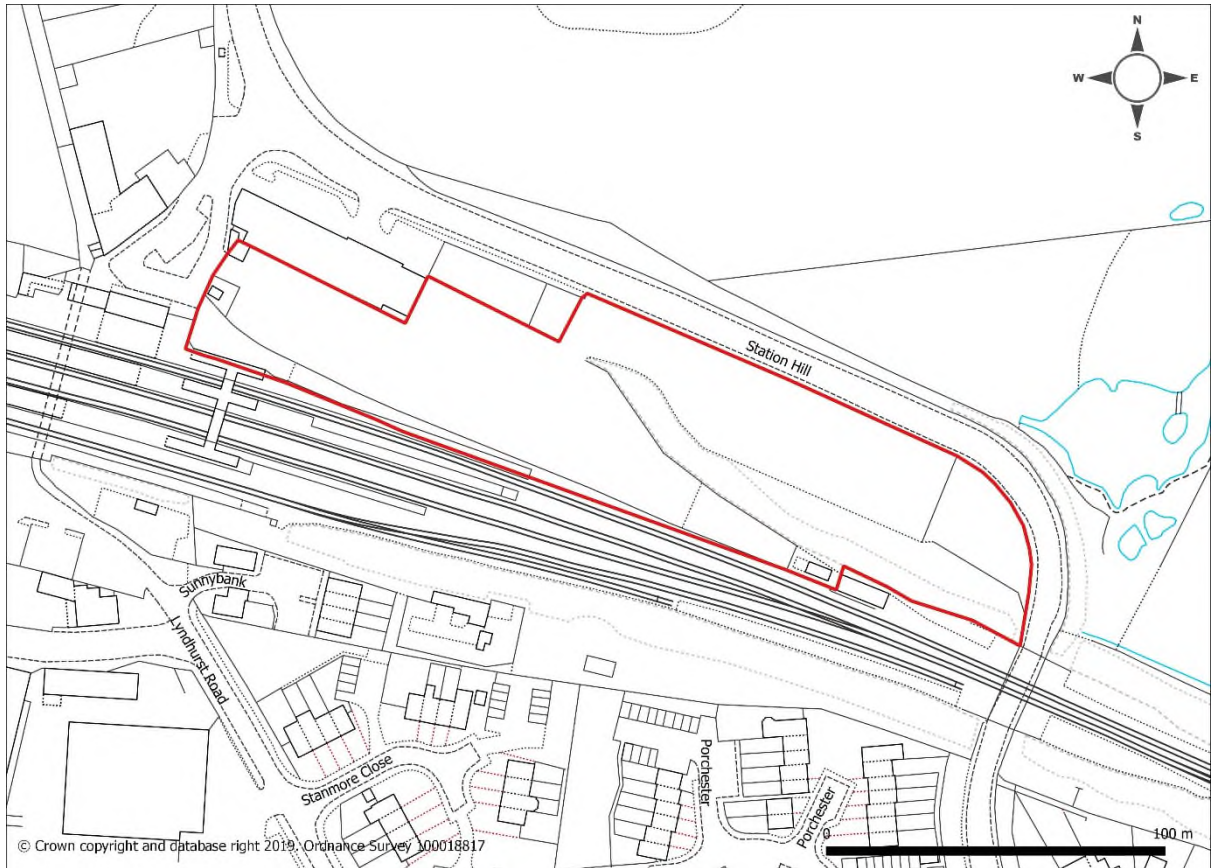 N
W E
S
Station Hill
Sunnybank
Lyndhurst Road
Stanmore Close
Porchester
Porchester
0 100 m
© Crown copyright and database right 2019. Ordnance Survey 100018817